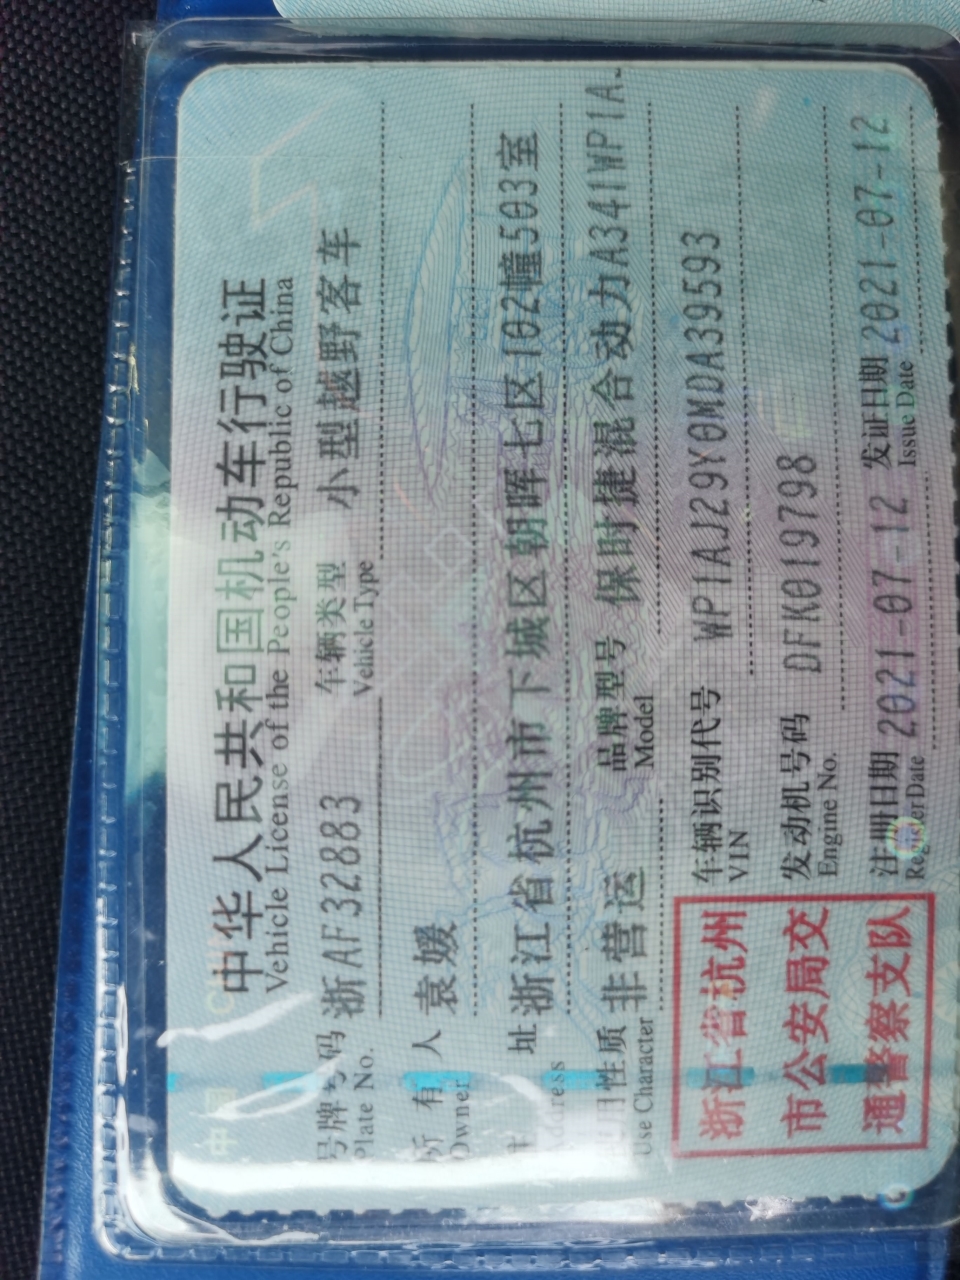 中华人民共和国机动车行驶证
Vehicle License of the People's Republic of China
号牌号码 浙AF32883 车辆类型 小型越野客车
Plate No. Vehicle Type
所有人 袁媛
Owner
址 浙江省杭州市下城区朝晖七区102幢503室
Address
用性质 非营运 品牌型号 保时捷混合动力A341WP1A
Use Character Model
车辆识别代号 WP1AJ29Y0MDA39593
VIN
发动机号码 DFK019798
Engine No.
注册日期 2021-07-12 发证日期 2021-07-12
Register Date Issue Date
浙江省杭州
市公安局交
通警察支队